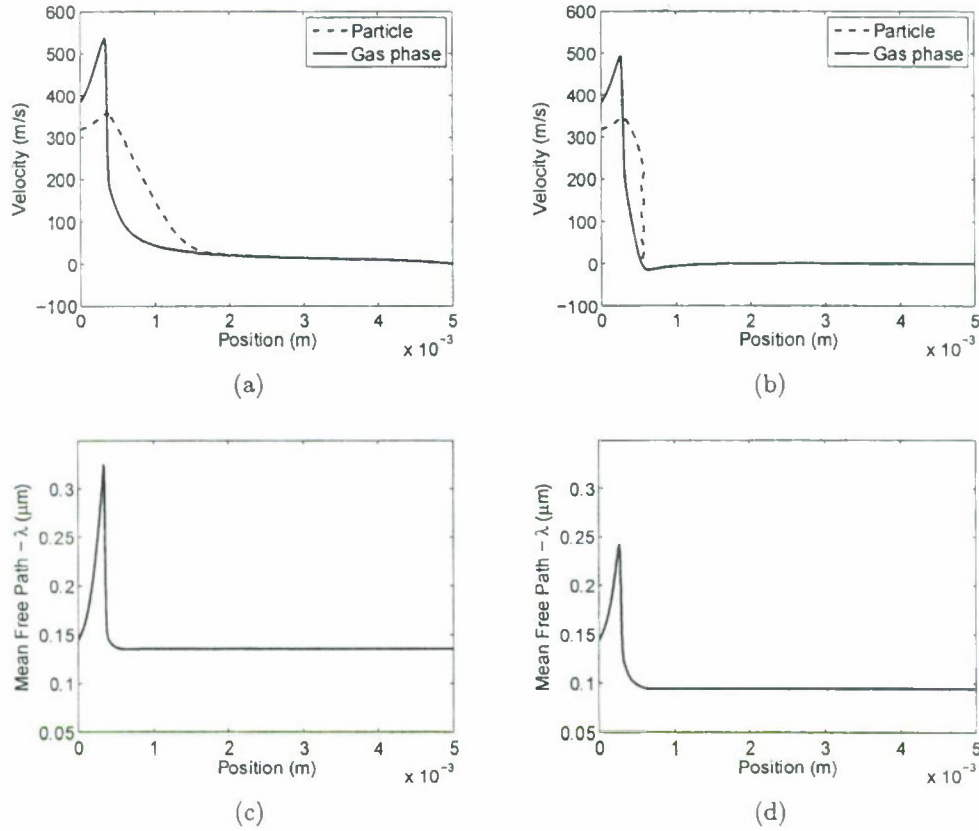 600
500
400
300
200
100
0
−100
Velocity (m/s)
Particle
Gas phase
0 1 2 3 4 5
Position (m)
x 10⁻³
(a)
600
500
400
300
200
100
0
−100
Velocity (m/s)
Particle
Gas phase
0 1 2 3 4 5
Position (m)
x 10⁻³
(b)
0.3
0.25
0.2
0.15
0.1
0.05
Mean Free Path − λ (μm)
0 1 2 3 4 5
Position (m)
x 10⁻³
(c)
0.3
0.25
0.2
0.15
0.1
0.05
Mean Free Path − λ (μm)
0 1 2 3 4 5
Position (m)
x 10⁻³
(d)